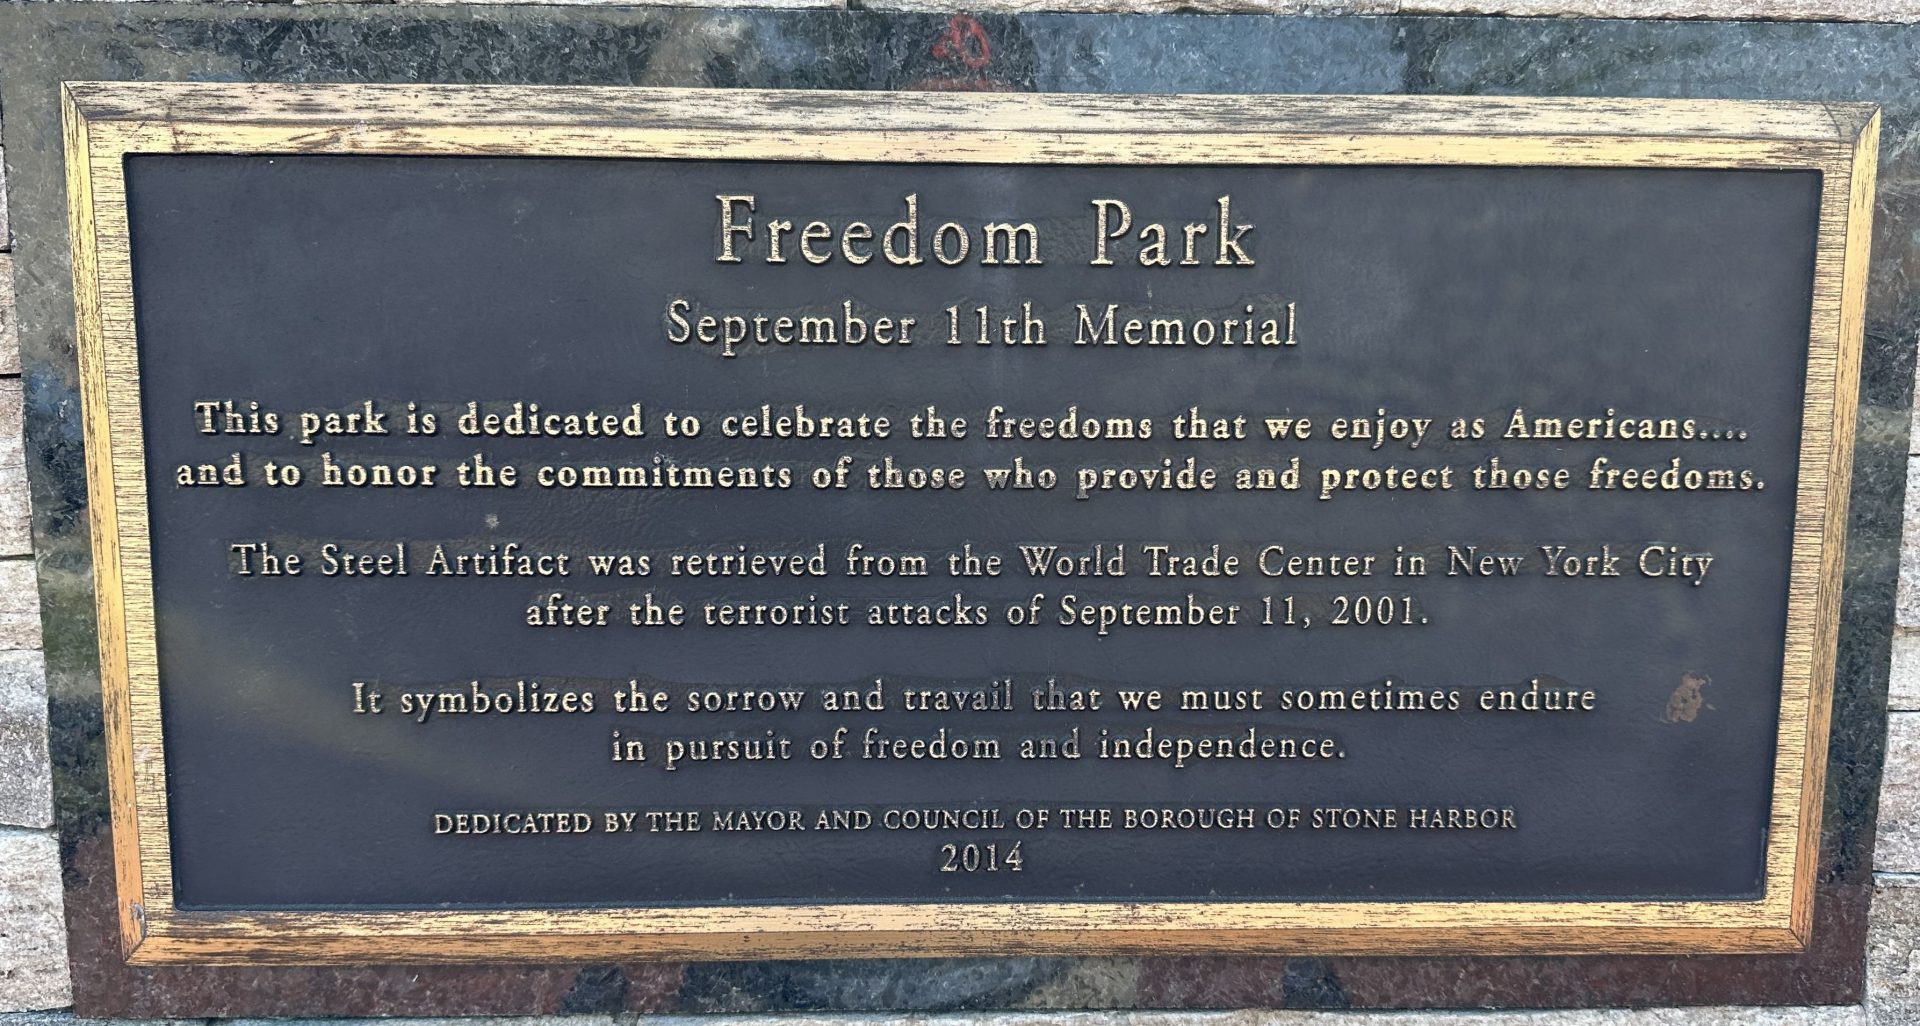 Freedom Park
September 11th Memorial
This park is dedicated to celebrate the freedoms that we enjoy as Americans....
and to honor the commitments of those who provide and protect those freedoms.
The Steel Artifact was retrieved from the World Trade Center in New York City
after the terrorist attacks of September 11, 2001.
It symbolizes the sorrow and travail that we must sometimes endure
in pursuit of freedom and independence.
DEDICATED BY THE MAYOR AND COUNCIL OF THE BOROUGH OF STONE HARBOR
2014